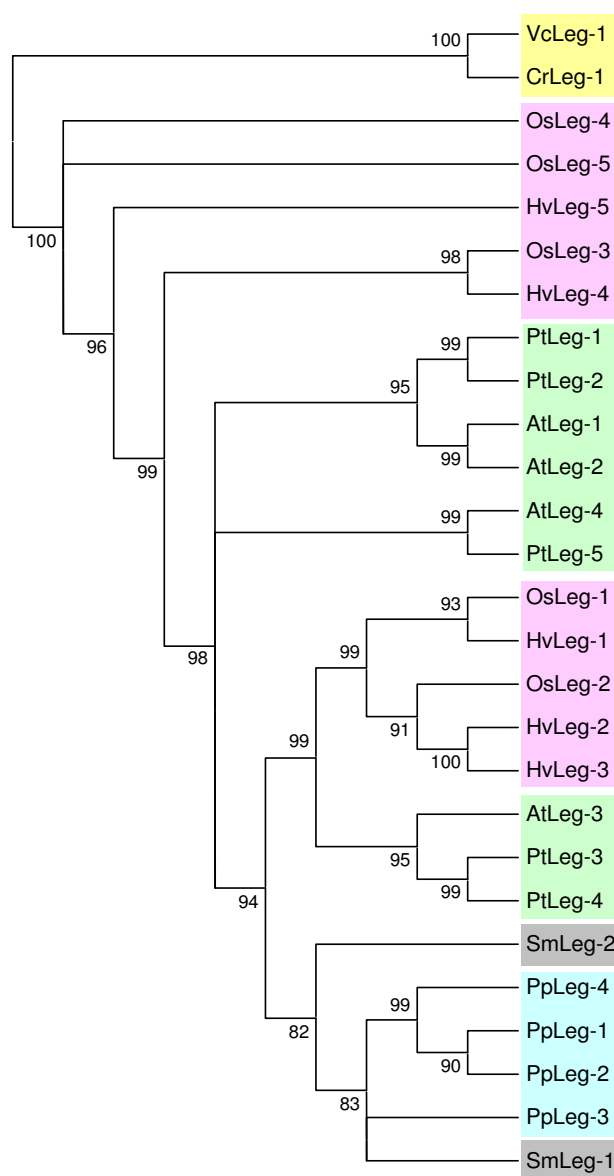 100
VcLeg-1
CrLeg-1
OsLeg-4
OsLeg-5
HvLeg-5
100
98
OsLeg-3
HvLeg-4
96
99
PtLeg-1
PtLeg-2
95
AtLeg-1
99
AtLeg-2
99
99
AtLeg-4
PtLeg-5
93
OsLeg-1
HvLeg-1
98
99
OsLeg-2
91
HvLeg-2
99
100
HvLeg-3
AtLeg-3
95
PtLeg-3
99
PtLeg-4
94
SmLeg-2
99
PpLeg-4
82
PpLeg-1
90
PpLeg-2
83
PpLeg-3
SmLeg-1